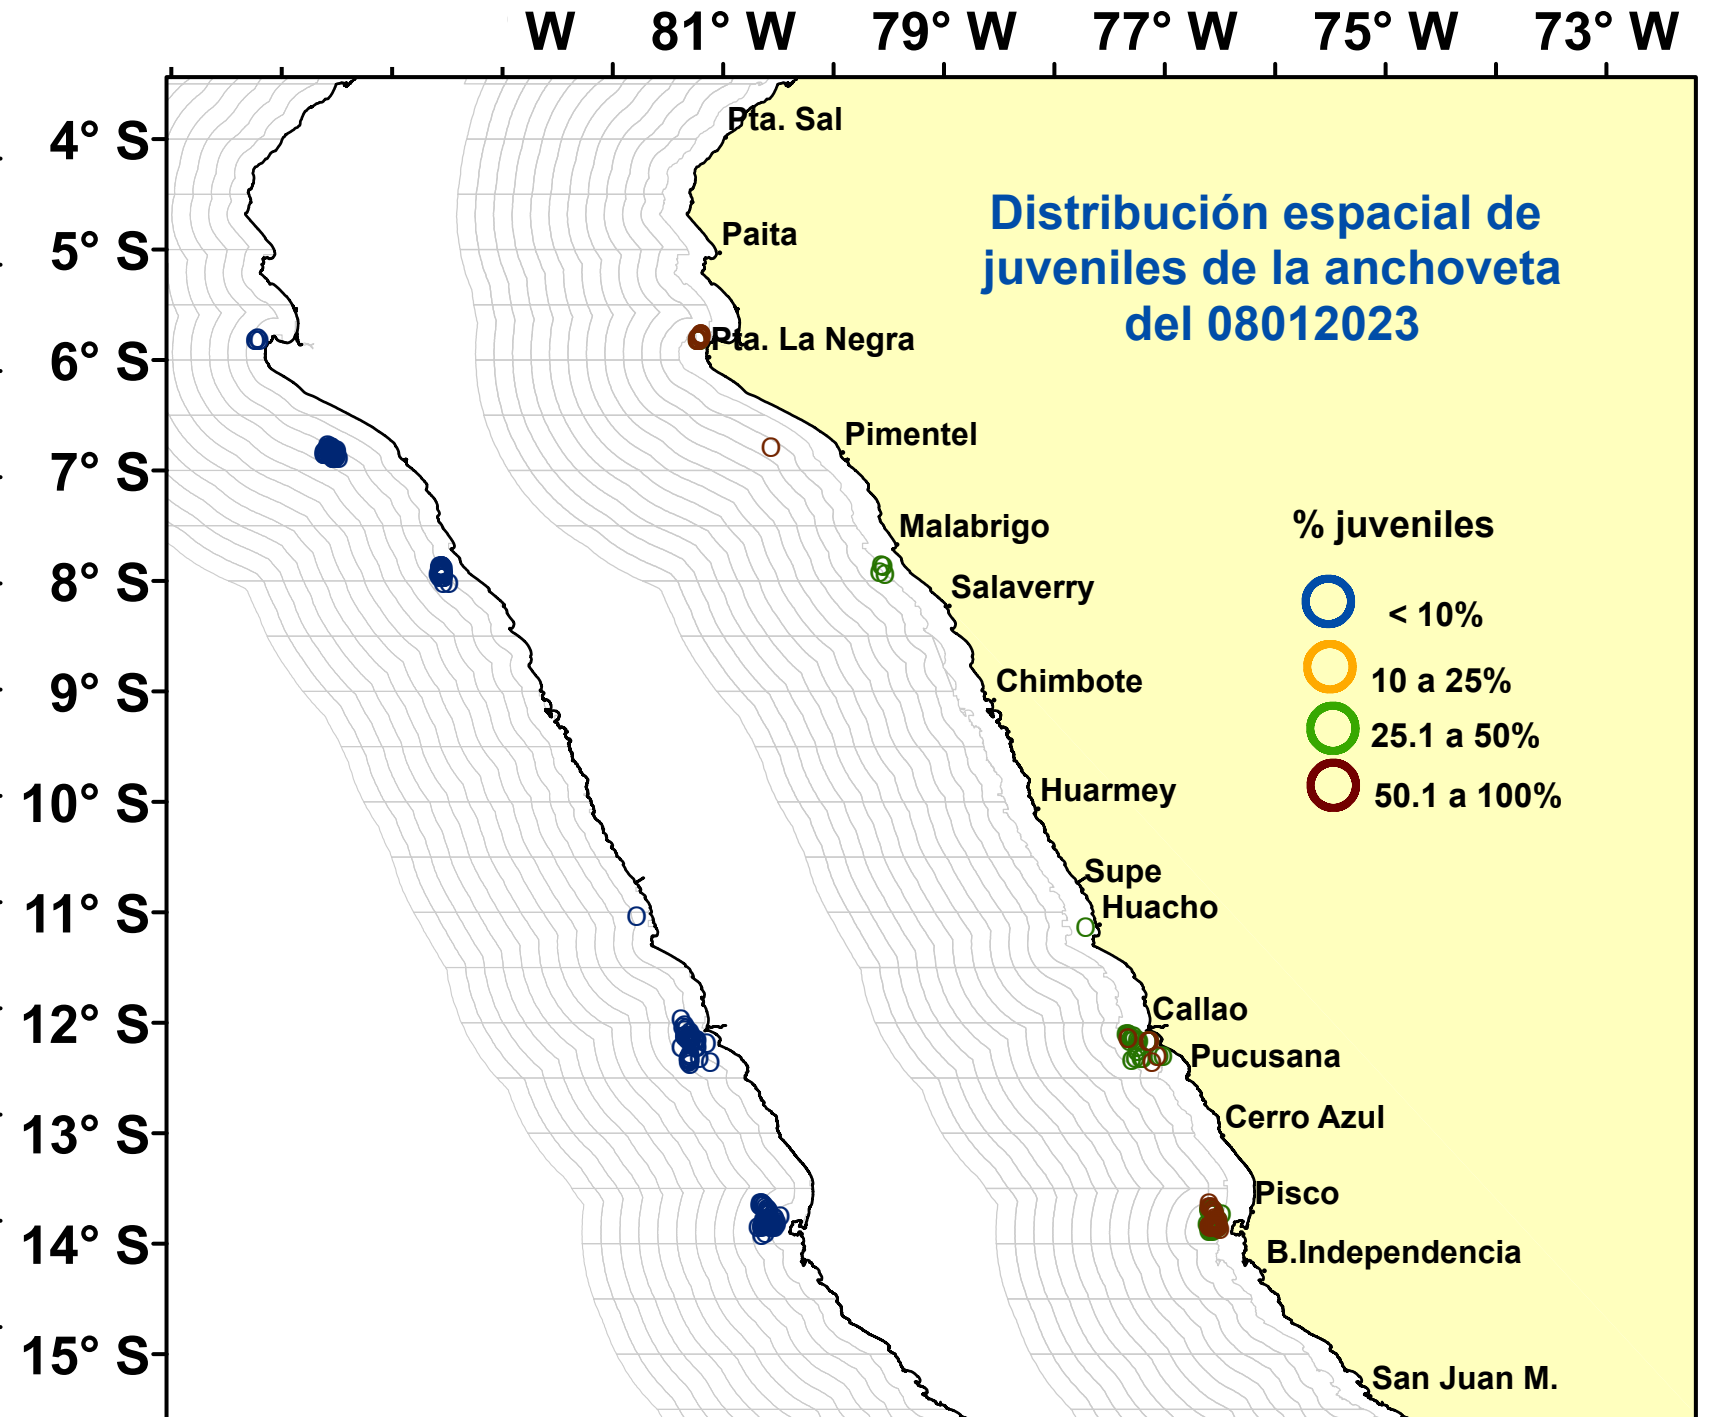 W 81° W 79° W 77° W 75° W 73° W
4° S
5° S
6° S
7° S
8° S
9° S
10° S
11° S
12° S
13° S
14° S
15° S
Pta. Sal
Paita
Pta. La Negra
Pimentel
Malabrigo
Salaverry
Chimbote
Huarmey
Supe
Huacho
Callao
Pucusana
Cerro Azul
Pisco
B.Independencia
San Juan M.
Distribución espacial de
juveniles de la anchoveta
del 08012023
% juveniles
< 10%
10 a 25%
25.1 a 50%
50.1 a 100%